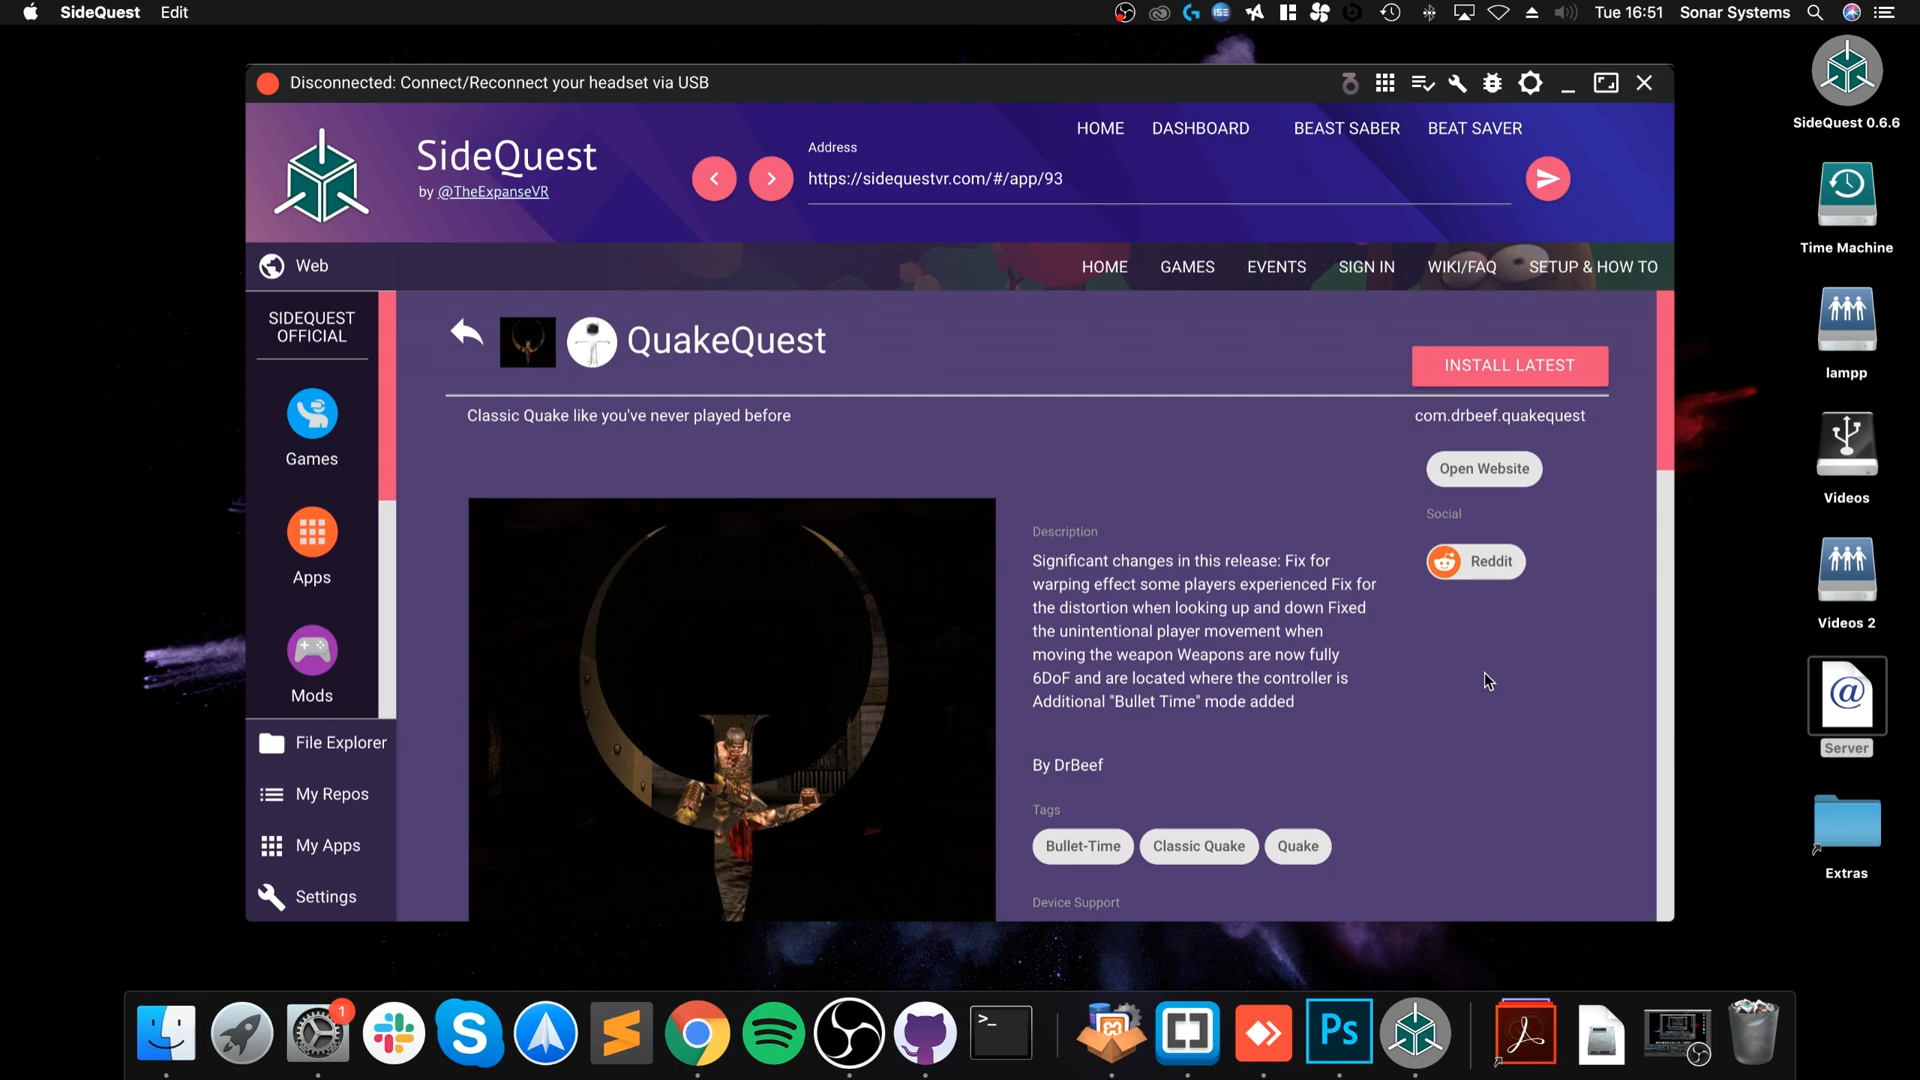 SideQuest Edit
Tue 16:51 Sonar Systems
Disconnected: Connect/Reconnect your headset via USB
SideQuest
by @TheExpanseVR
HOME DASHBOARD BEAST SABER BEAT SAVER
Address
https://sidequestvr.com/#/app/93
Web
HOME GAMES EVENTS SIGN IN WIKI/FAQ SETUP & HOW TO
SIDEQUEST
OFFICIAL
Games
Apps
Mods
File Explorer
My Repos
My Apps
Settings
QuakeQuest
INSTALL LATEST
Classic Quake like you've never played before
com.drbeef.quakequest
Open Website
Social
Reddit
Description
Significant changes in this release: Fix for
warping effect some players experienced Fix for
the distortion when looking up and down Fixed
the unintentional player movement when
moving the weapon Weapons are now fully
6DoF and are located where the controller is
Additional "Bullet Time" mode added
By DrBeef
Tags
Bullet-Time Classic Quake Quake
Device Support
SideQuest 0.6.6
Time Machine
lampp
Videos
Videos 2
@
Server
Extras
1
S
>_
Ps